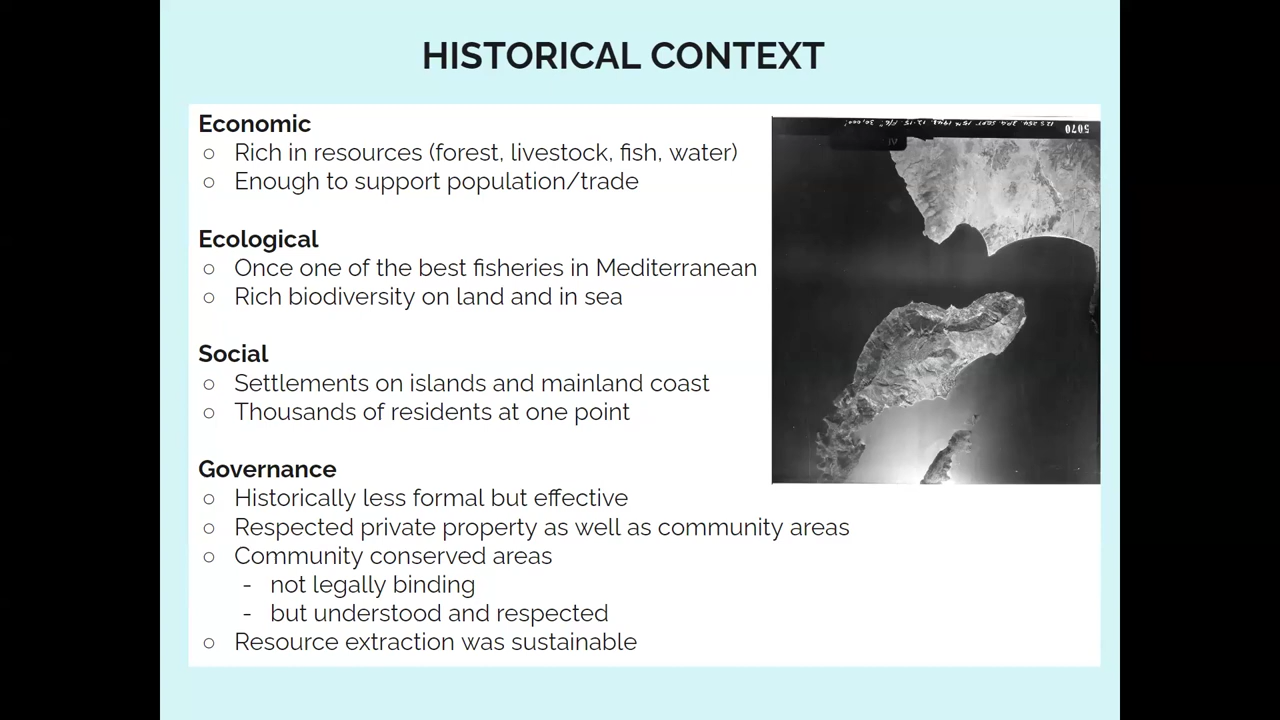 HISTORICAL CONTEXT
Economic
○ Rich in resources (forest, livestock, fish, water)
○ Enough to support population/trade
Ecological
○ Once one of the best fisheries in Mediterranean
○ Rich biodiversity on land and in sea
Social
○ Settlements on islands and mainland coast
○ Thousands of residents at one point
Governance
○ Historically less formal but effective
○ Respected private property as well as community areas
○ Community conserved areas
- not legally binding
- but understood and respected
○ Resource extraction was sustainable
5070